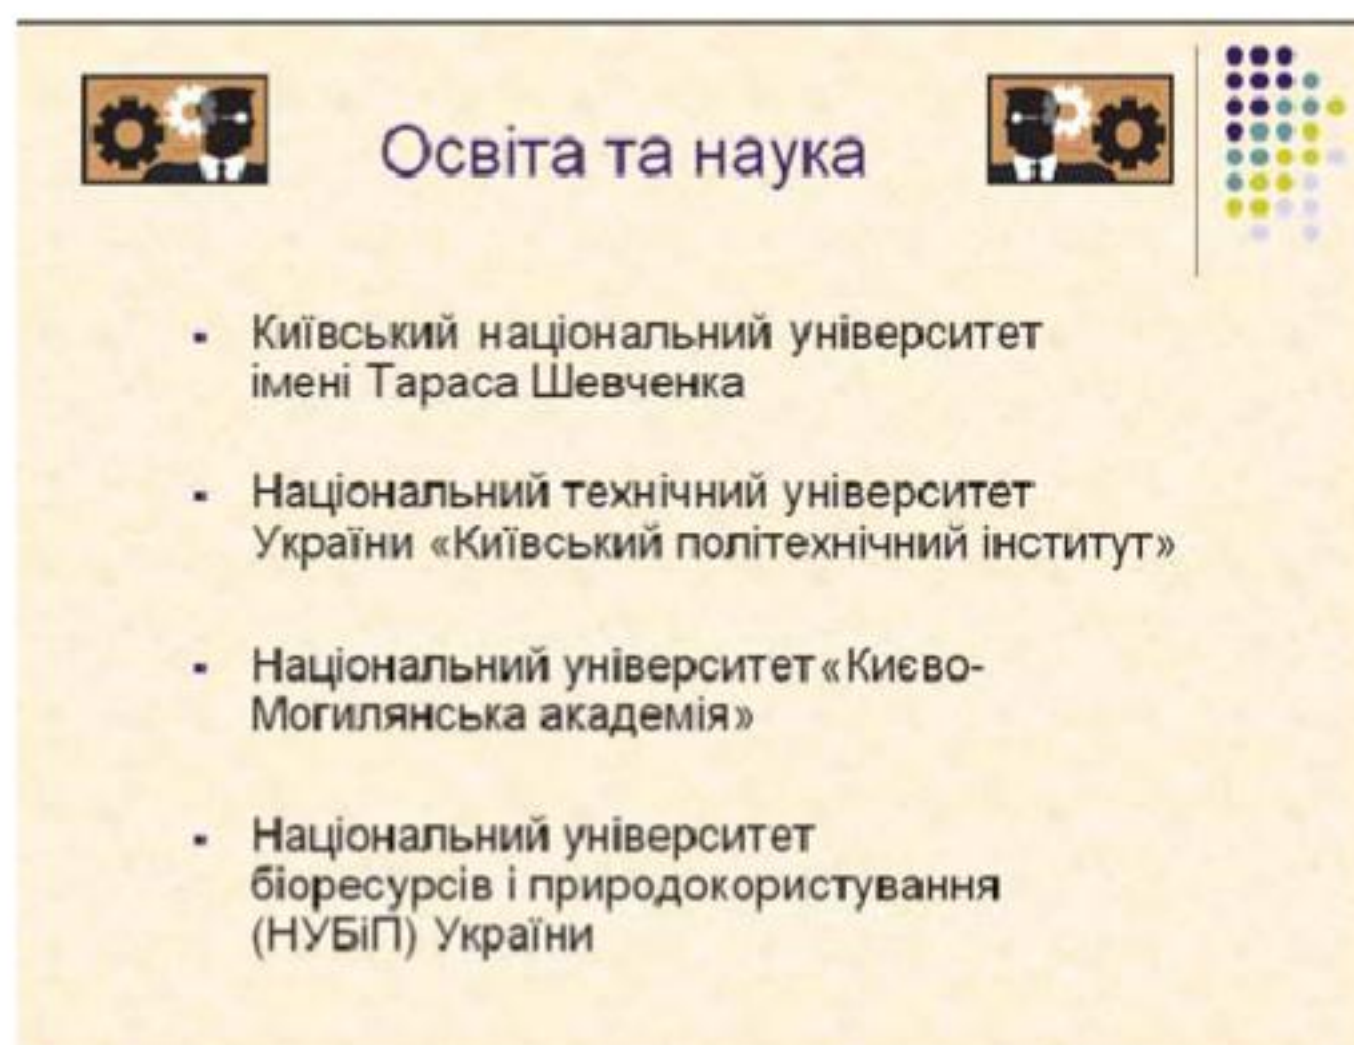 Освіта та наука
▪ Київський національний університет
імені Тараса Шевченка
▪ Національний технічний університет
України «Київський політехнічний інститут»
▪ Національний університет «Києво-
Могилянська академія»
▪ Національний університет
біоресурсів і природокористування
(НУБіП) України